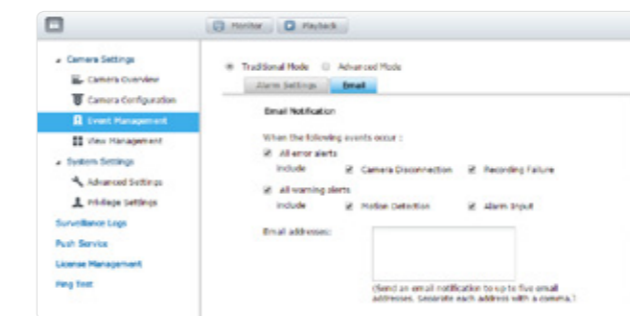 Monitor Playback
Camera Settings
Camera Overview
Camera Configuration
Event Management
View Management
System Settings
Advanced Settings
Privilege Settings
Surveillance Logs
Push Service
License Management
Ping Test
Traditional Mode Advanced Mode
Alarm Settings Email
Email Notification
When the following events occur :
All error alerts
Include Camera Disconnection Recording Failure
All warning alerts
Include Motion Detection Alarm Input
Email addresses:
(Send an email notification to up to five email
addresses. Separate each address with a comma.)